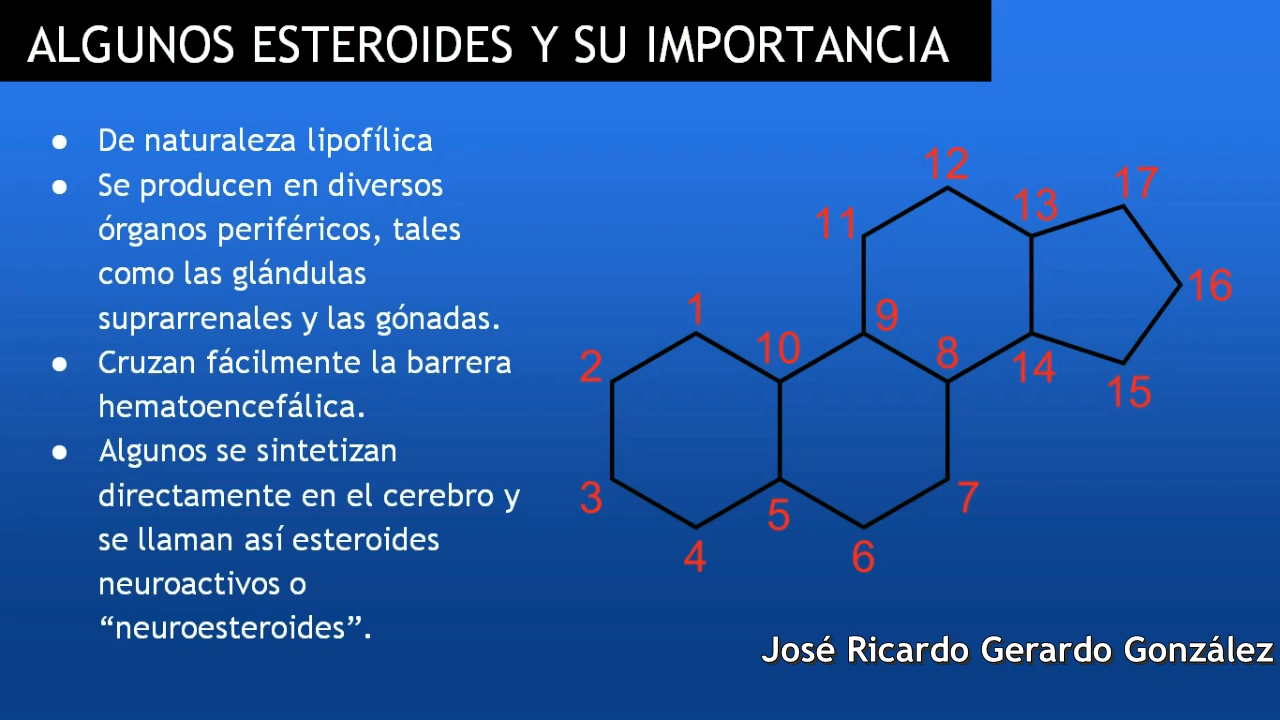 ALGUNOS ESTEROIDES Y SU IMPORTANCIA
● De naturaleza lipofílica
● Se producen en diversos
órganos periféricos, tales
como las glándulas
suprarrenales y las gónadas.
● Cruzan fácilmente la barrera
hematoencefálica.
● Algunos se sintetizan
directamente en el cerebro y
se llaman así esteroides
neuroactivos o
“neuroesteroides”.
12
17
13
11
16
1
9
10
8
2
14
15
3
7
5
4
6
José Ricardo Gerardo González